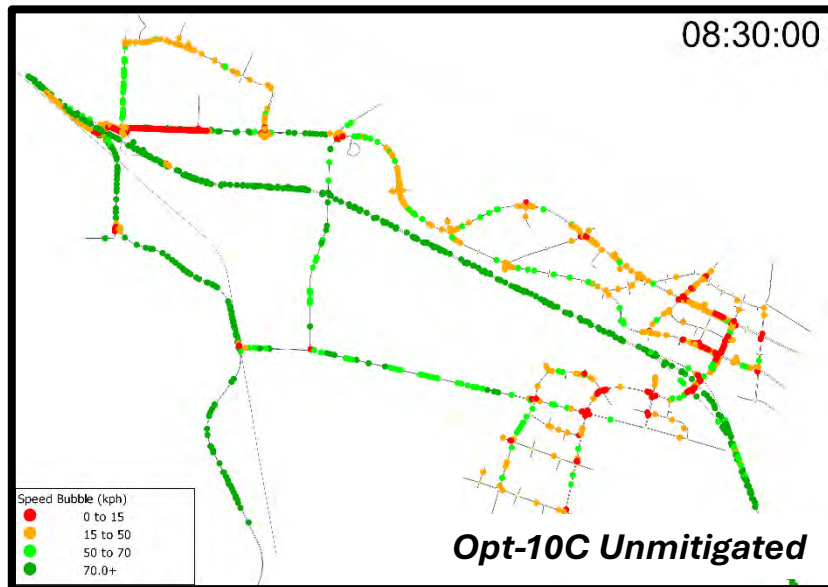 08:30:00
Speed Bubble (kph)
0 to 15
15 to 50
50 to 70
70.0+
Opt-10C Unmitigated